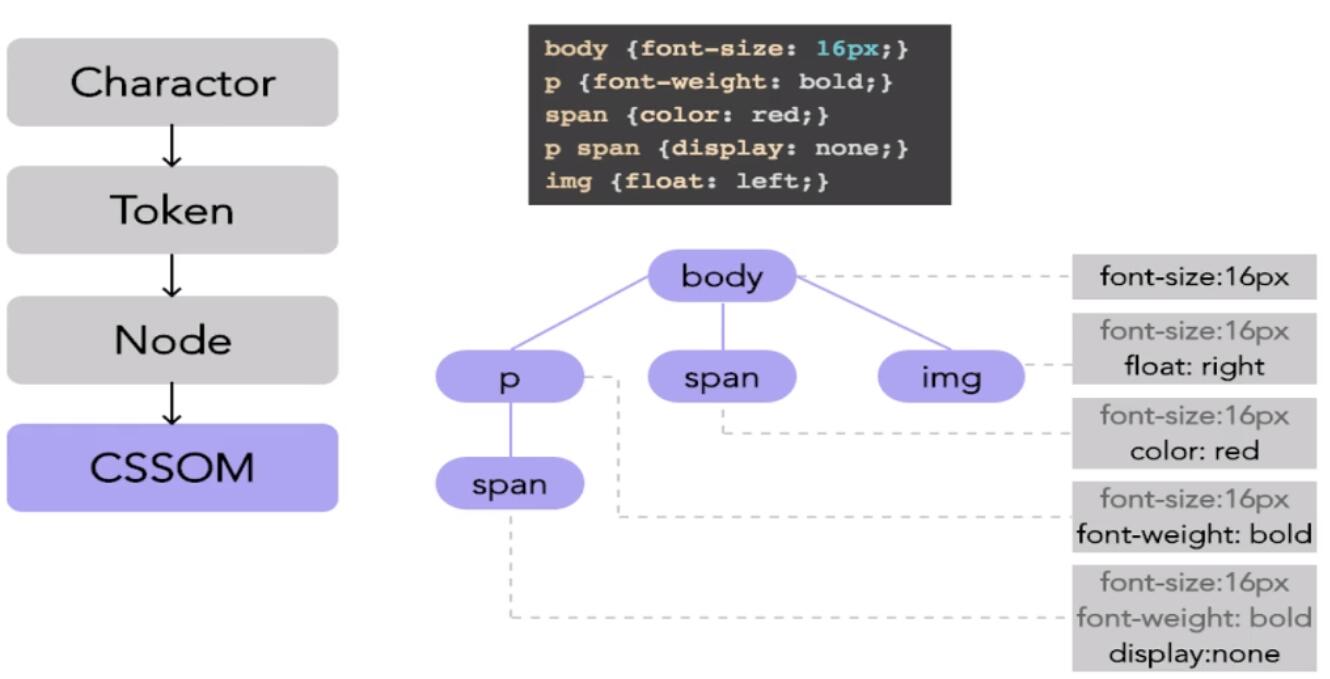 Charactor
Token
Node
CSSOM
body {font-size: 16px;}
p {font-weight: bold;}
span {color: red;}
p span {display: none;}
img {float: left;}
body
p
span
img
span
font-size:16px
font-size:16px
float: right
font-size:16px
color: red
font-size:16px
font-weight: bold
font-size:16px
font-weight: bold
display:none